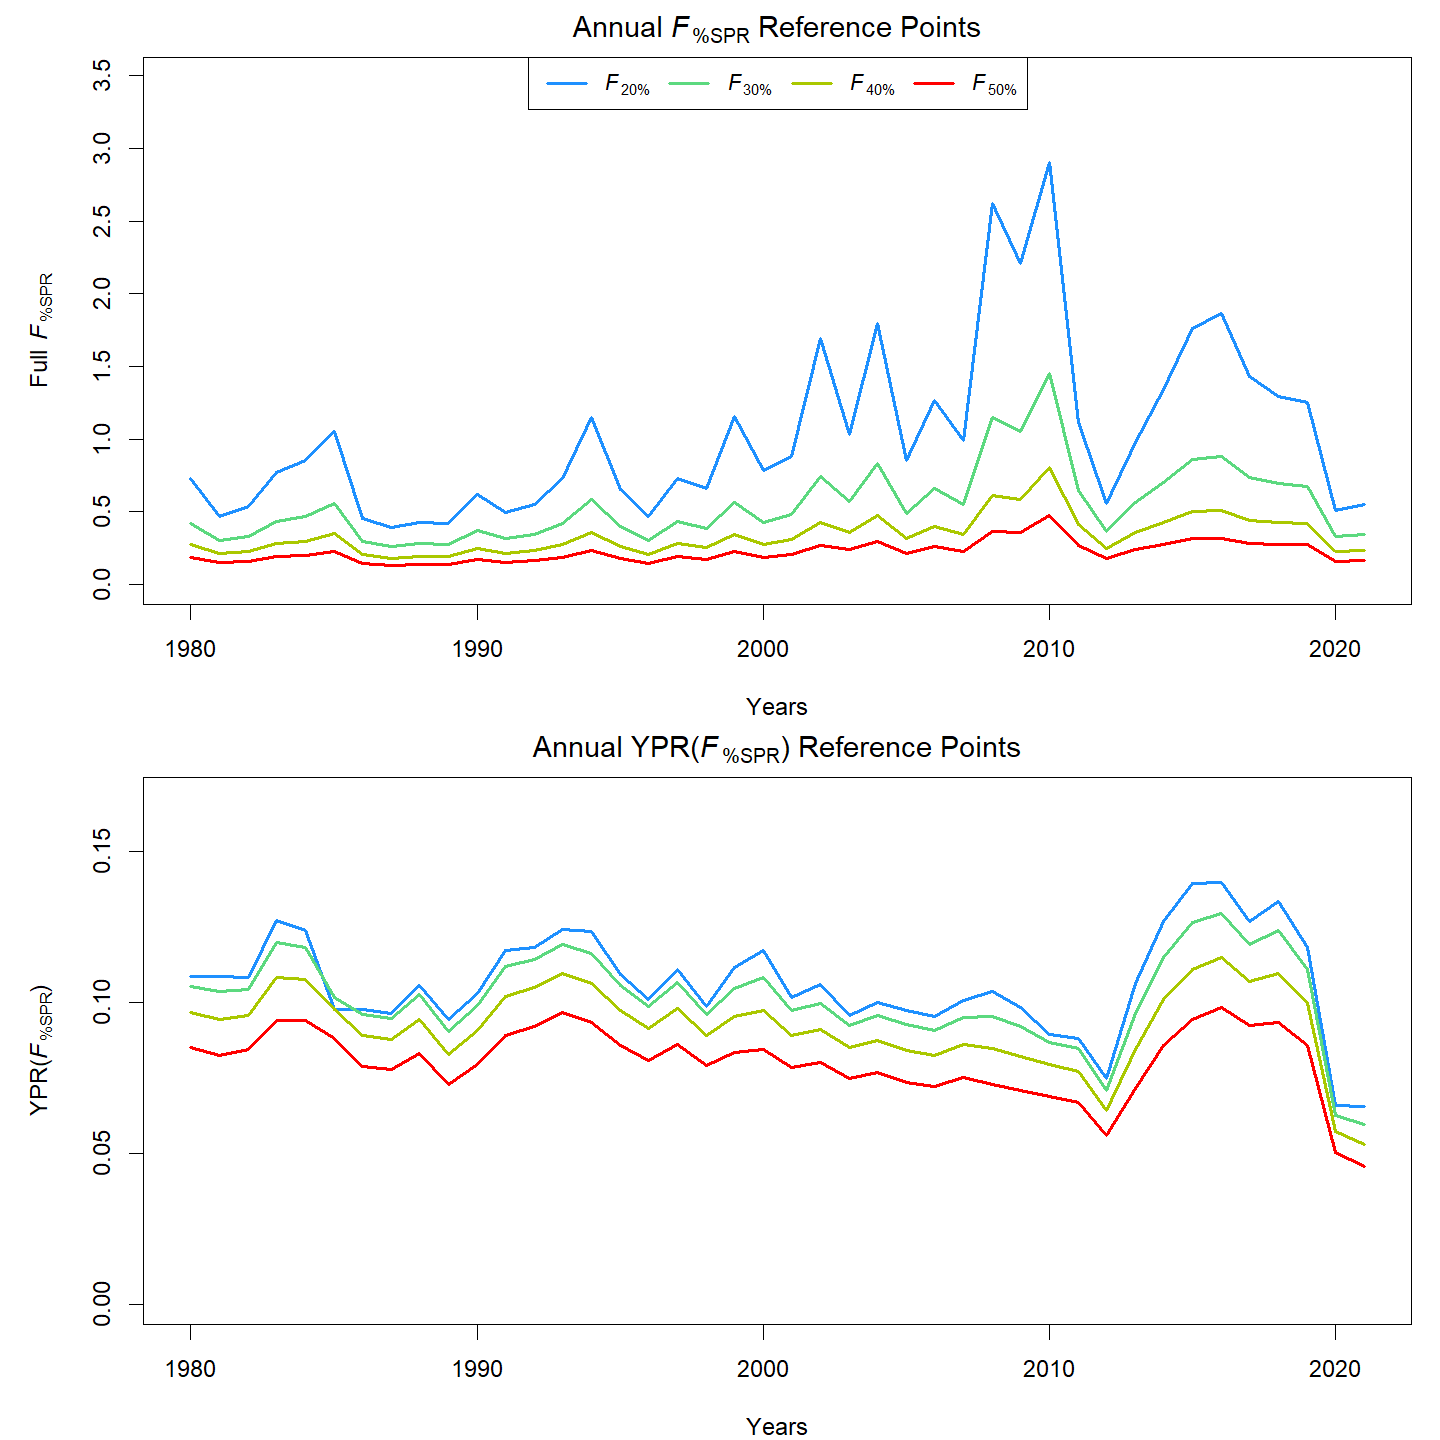 Annual F%SPR Reference Points
F20% F30% F40% F50%
Full F%SPR
3.5
3.0
2.5
2.0
1.5
1.0
0.5
0.0
1980 1990 2000 2010 2020
Years
Annual YPR(F%SPR) Reference Points
YPR(F%SPR)
0.15
0.10
0.05
0.00
1980 1990 2000 2010 2020
Years